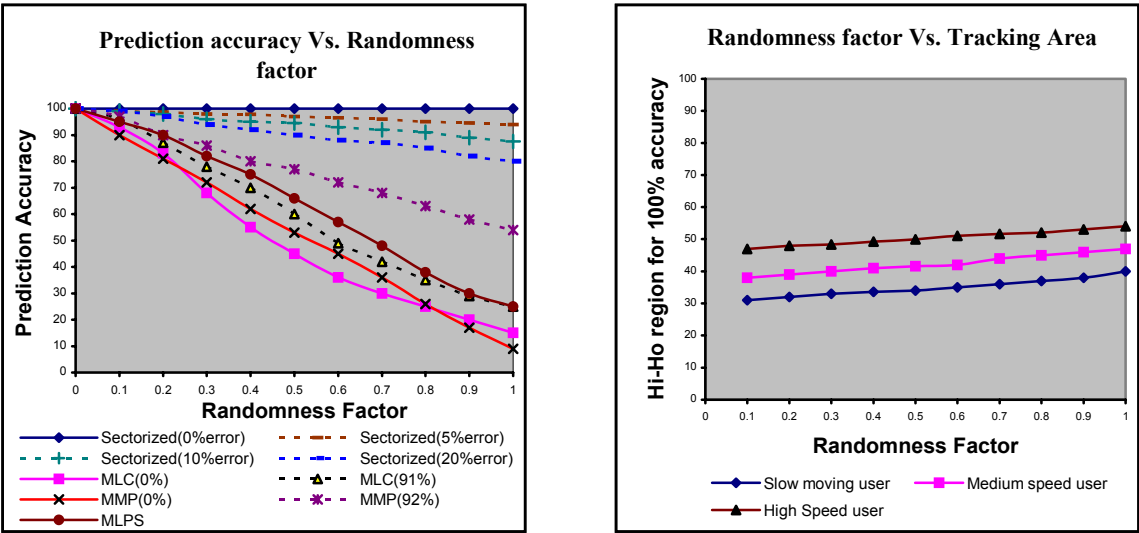 Prediction accuracy Vs. Randomness
factor
Prediction Accuracy
100
90
80
70
60
50
40
30
20
10
0
0 0.1 0.2 0.3 0.4 0.5 0.6 0.7 0.8 0.9 1
Randomness Factor
Sectorized(0%error)
Sectorized(5%error)
Sectorized(10%error)
Sectorized(20%error)
MLC(0%)
MLC(91%)
MMP(0%)
MMP(92%)
MLPS
Randomness factor Vs. Tracking Area
Hi-Ho region for 100% accuracy
100
90
80
70
60
50
40
30
20
10
0
0 0.1 0.2 0.3 0.4 0.5 0.6 0.7 0.8 0.9 1
Randomness Factor
Slow moving user
Medium speed user
High Speed user